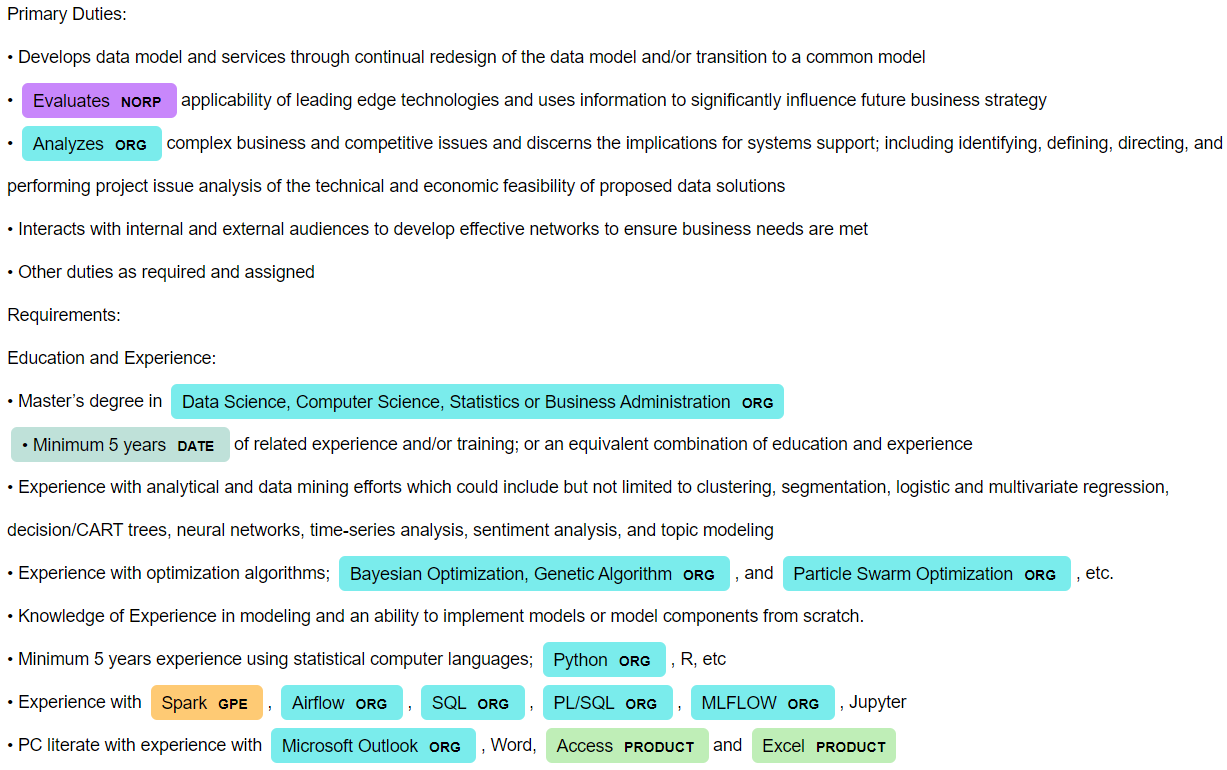 Primary Duties:
• Develops data model and services through continual redesign of the data model and/or transition to a common model
• Evaluates NORP applicability of leading edge technologies and uses information to significantly influence future business strategy
• Analyzes ORG complex business and competitive issues and discerns the implications for systems support; including identifying, defining, directing, and
performing project issue analysis of the technical and economic feasibility of proposed data solutions
• Interacts with internal and external audiences to develop effective networks to ensure business needs are met
• Other duties as required and assigned
Requirements:
Education and Experience:
• Master’s degree in Data Science, Computer Science, Statistics or Business Administration ORG
• Minimum 5 years DATE of related experience and/or training; or an equivalent combination of education and experience
• Experience with analytical and data mining efforts which could include but not limited to clustering, segmentation, logistic and multivariate regression,
decision/CART trees, neural networks, time-series analysis, sentiment analysis, and topic modeling
• Experience with optimization algorithms; Bayesian Optimization, Genetic Algorithm ORG , and Particle Swarm Optimization ORG , etc.
• Knowledge of Experience in modeling and an ability to implement models or model components from scratch.
• Minimum 5 years experience using statistical computer languages; Python ORG , R, etc
• Experience with Spark GPE , Airflow ORG , SQL ORG , PL/SQL ORG , MLFLOW ORG , Jupyter
• PC literate with experience with Microsoft Outlook ORG , Word, Access PRODUCT and Excel PRODUCT